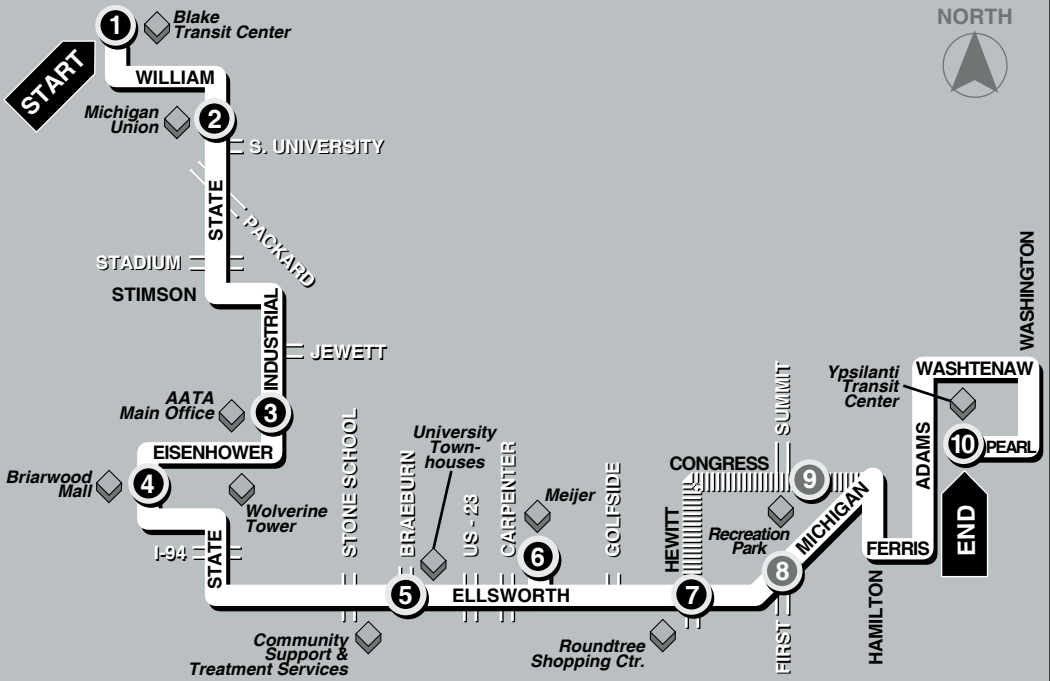 1
Blake
Transit Center
NORTH
START
WILLIAM
Michigan
Union
2
S. UNIVERSITY
STATE
PACKARD
STADIUM
STIMSON
INDUSTRIAL
JEWETT
AATA
Main Office
3
EISENHOWER
Briarwood
Mall
4
Wolverine
Tower
I-94
STATE
STONE SCHOOL
BRAEBURN
University
Town-
houses
US - 23
CARPENTER
Meijer
6
GOLFSIDE
5
ELLSWORTH
Community
Support &
Treatment Services
HEWITT
CONGRESS
SUMMIT
9
Recreation
Park
MICHIGAN
8
7
Roundtree
Shopping Ctr.
FIRST
HAMILTON
FERRIS
ADAMS
Ypsilanti
Transit
Center
WASHTENAW
WASHINGTON
10
PEARL
END